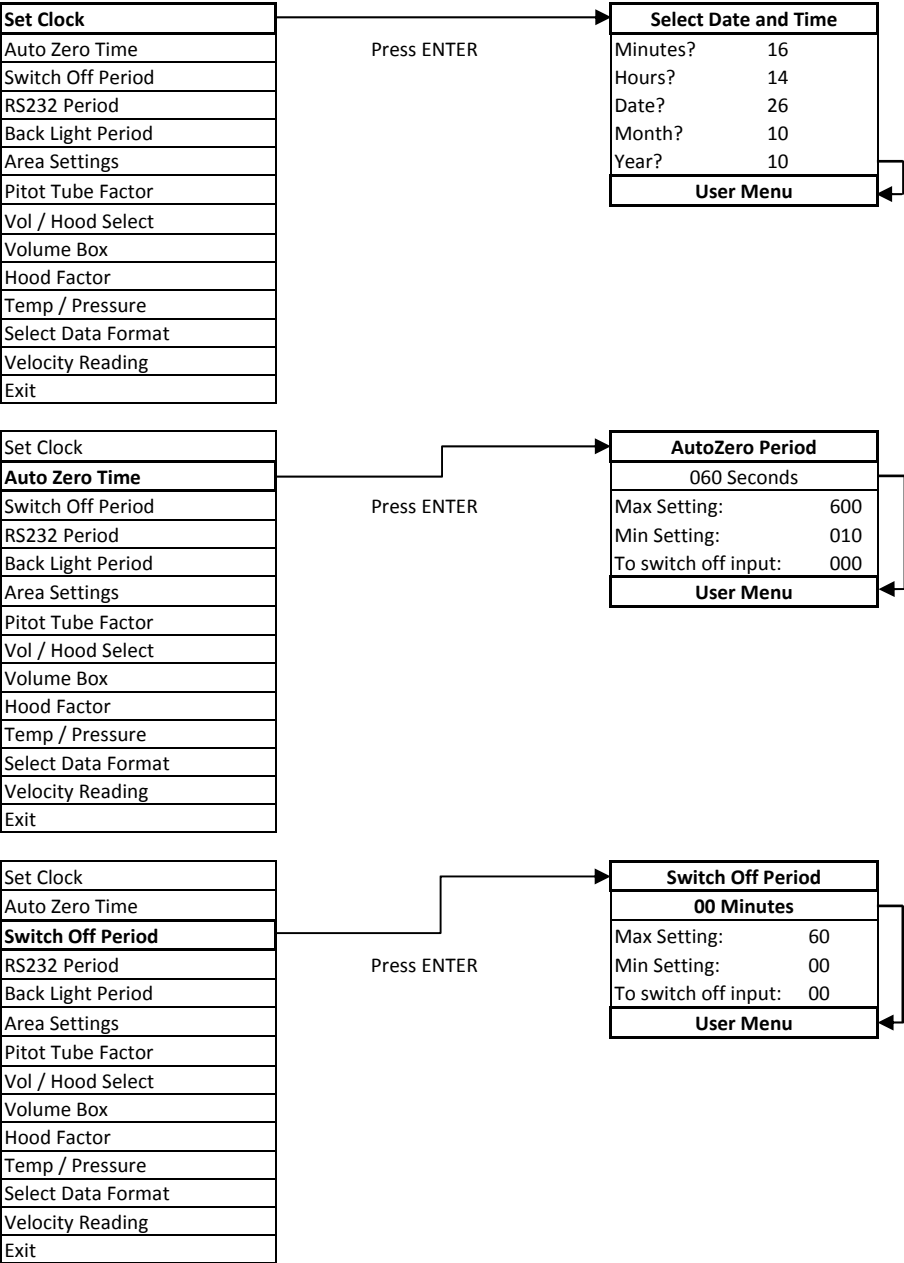 Set Clock
Select Date and Time
Auto Zero Time
Press ENTER
Minutes? 16
Switch Off Period
Hours? 14
RS232 Period
Date? 26
Back Light Period
Month? 10
Area Settings
Year? 10
Pitot Tube Factor
User Menu
Vol / Hood Select
Volume Box
Hood Factor
Temp / Pressure
Select Data Format
Velocity Reading
Exit
Set Clock
AutoZero Period
Auto Zero Time
060 Seconds
Switch Off Period
Press ENTER
Max Setting: 600
RS232 Period
Min Setting: 010
Back Light Period
To switch off input: 000
Area Settings
User Menu
Pitot Tube Factor
Vol / Hood Select
Volume Box
Hood Factor
Temp / Pressure
Select Data Format
Velocity Reading
Exit
Set Clock
Switch Off Period
Auto Zero Time
00 Minutes
Switch Off Period
Max Setting: 60
RS232 Period
Press ENTER
Min Setting: 00
Back Light Period
To switch off input: 00
Area Settings
User Menu
Pitot Tube Factor
Vol / Hood Select
Volume Box
Hood Factor
Temp / Pressure
Select Data Format
Velocity Reading
Exit